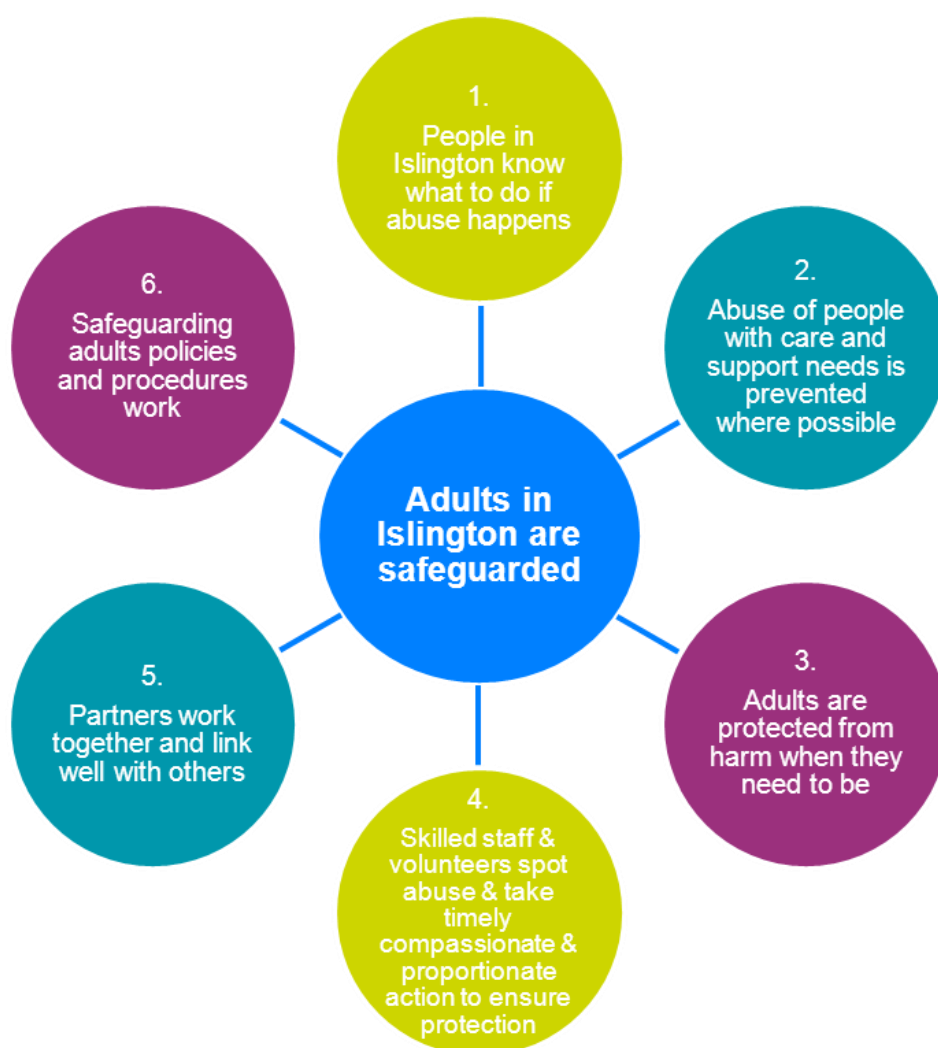 1.
People in
Islington know
what to do if
abuse happens
2.
Abuse of people
with care and
support needs is
prevented
where possible
3.
Adults are
protected from
harm when they
need to be
4.
Skilled staff &
volunteers spot
abuse & take
timely
compassionate &
proportionate
action to ensure
protection
5.
Partners work
together and link
well with others
6.
Safeguarding
adults policies
and procedures
work
Adults in
Islington are
safeguarded